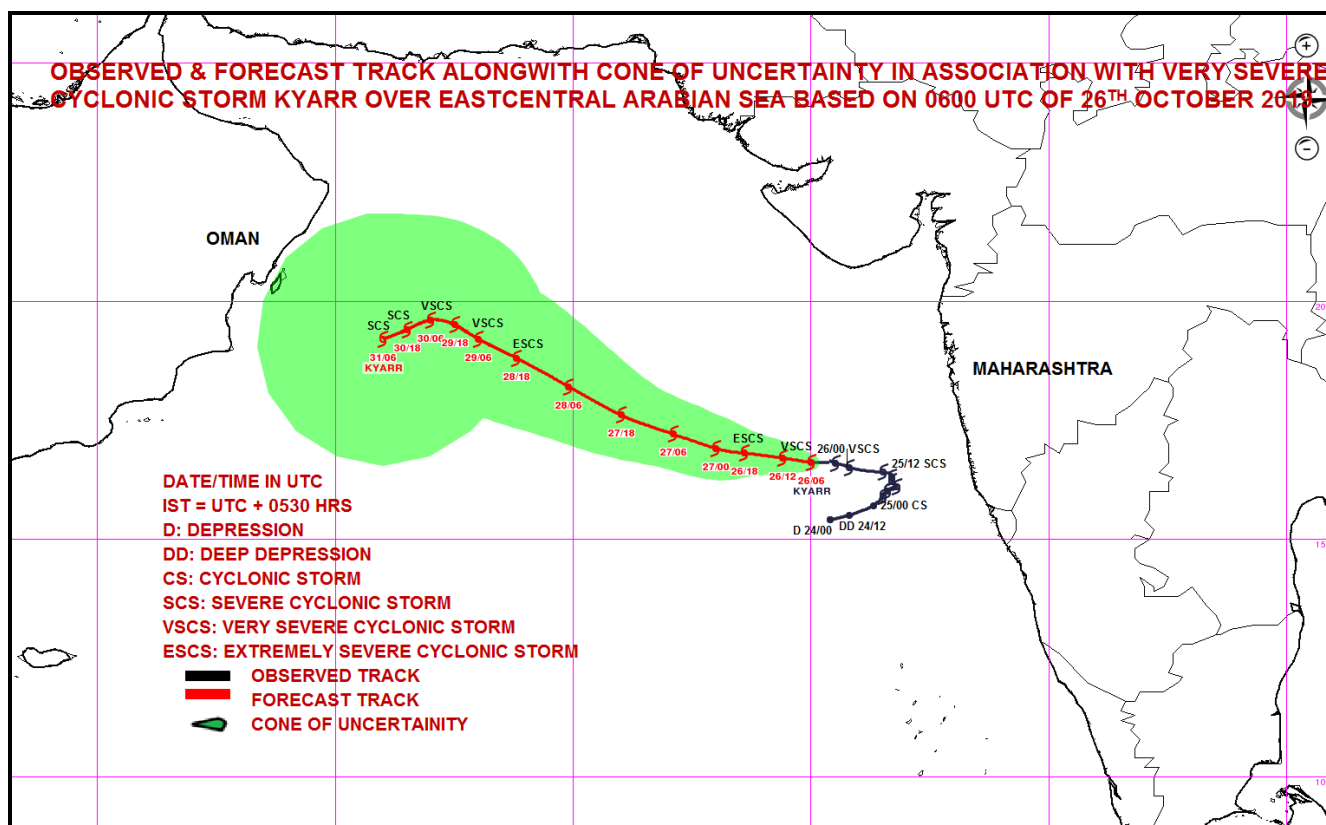 OBSERVED & FORECAST TRACK ALONGWITH CONE OF UNCERTAINTY IN ASSOCIATION WITH VERY SEVERE
CYCLONIC STORM KYARR OVER EASTCENTRAL ARABIAN SEA BASED ON 0600 UTC OF 26TH OCTOBER 2019
OMAN
MAHARASHTRA
20
15
10
SCS
SCS
VSCS
VSCS
ESCS
ESCS
VSCS
26/00 VSCS
25/12 SCS
25/00 CS
DD 24/12
D 24/00
31/06
KYARR
30/18
30/06
29/18
29/06
28/18
28/06
27/18
27/06
27/00
26/18
26/12
26/06
KYARR
DATE/TIME IN UTC
IST = UTC + 0530 HRS
D: DEPRESSION
DD: DEEP DEPRESSION
CS: CYCLONIC STORM
SCS: SEVERE CYCLONIC STORM
VSCS: VERY SEVERE CYCLONIC STORM
ESCS: EXTREMELY SEVERE CYCLONIC STORM
OBSERVED TRACK
FORECAST TRACK
CONE OF UNCERTAINITY